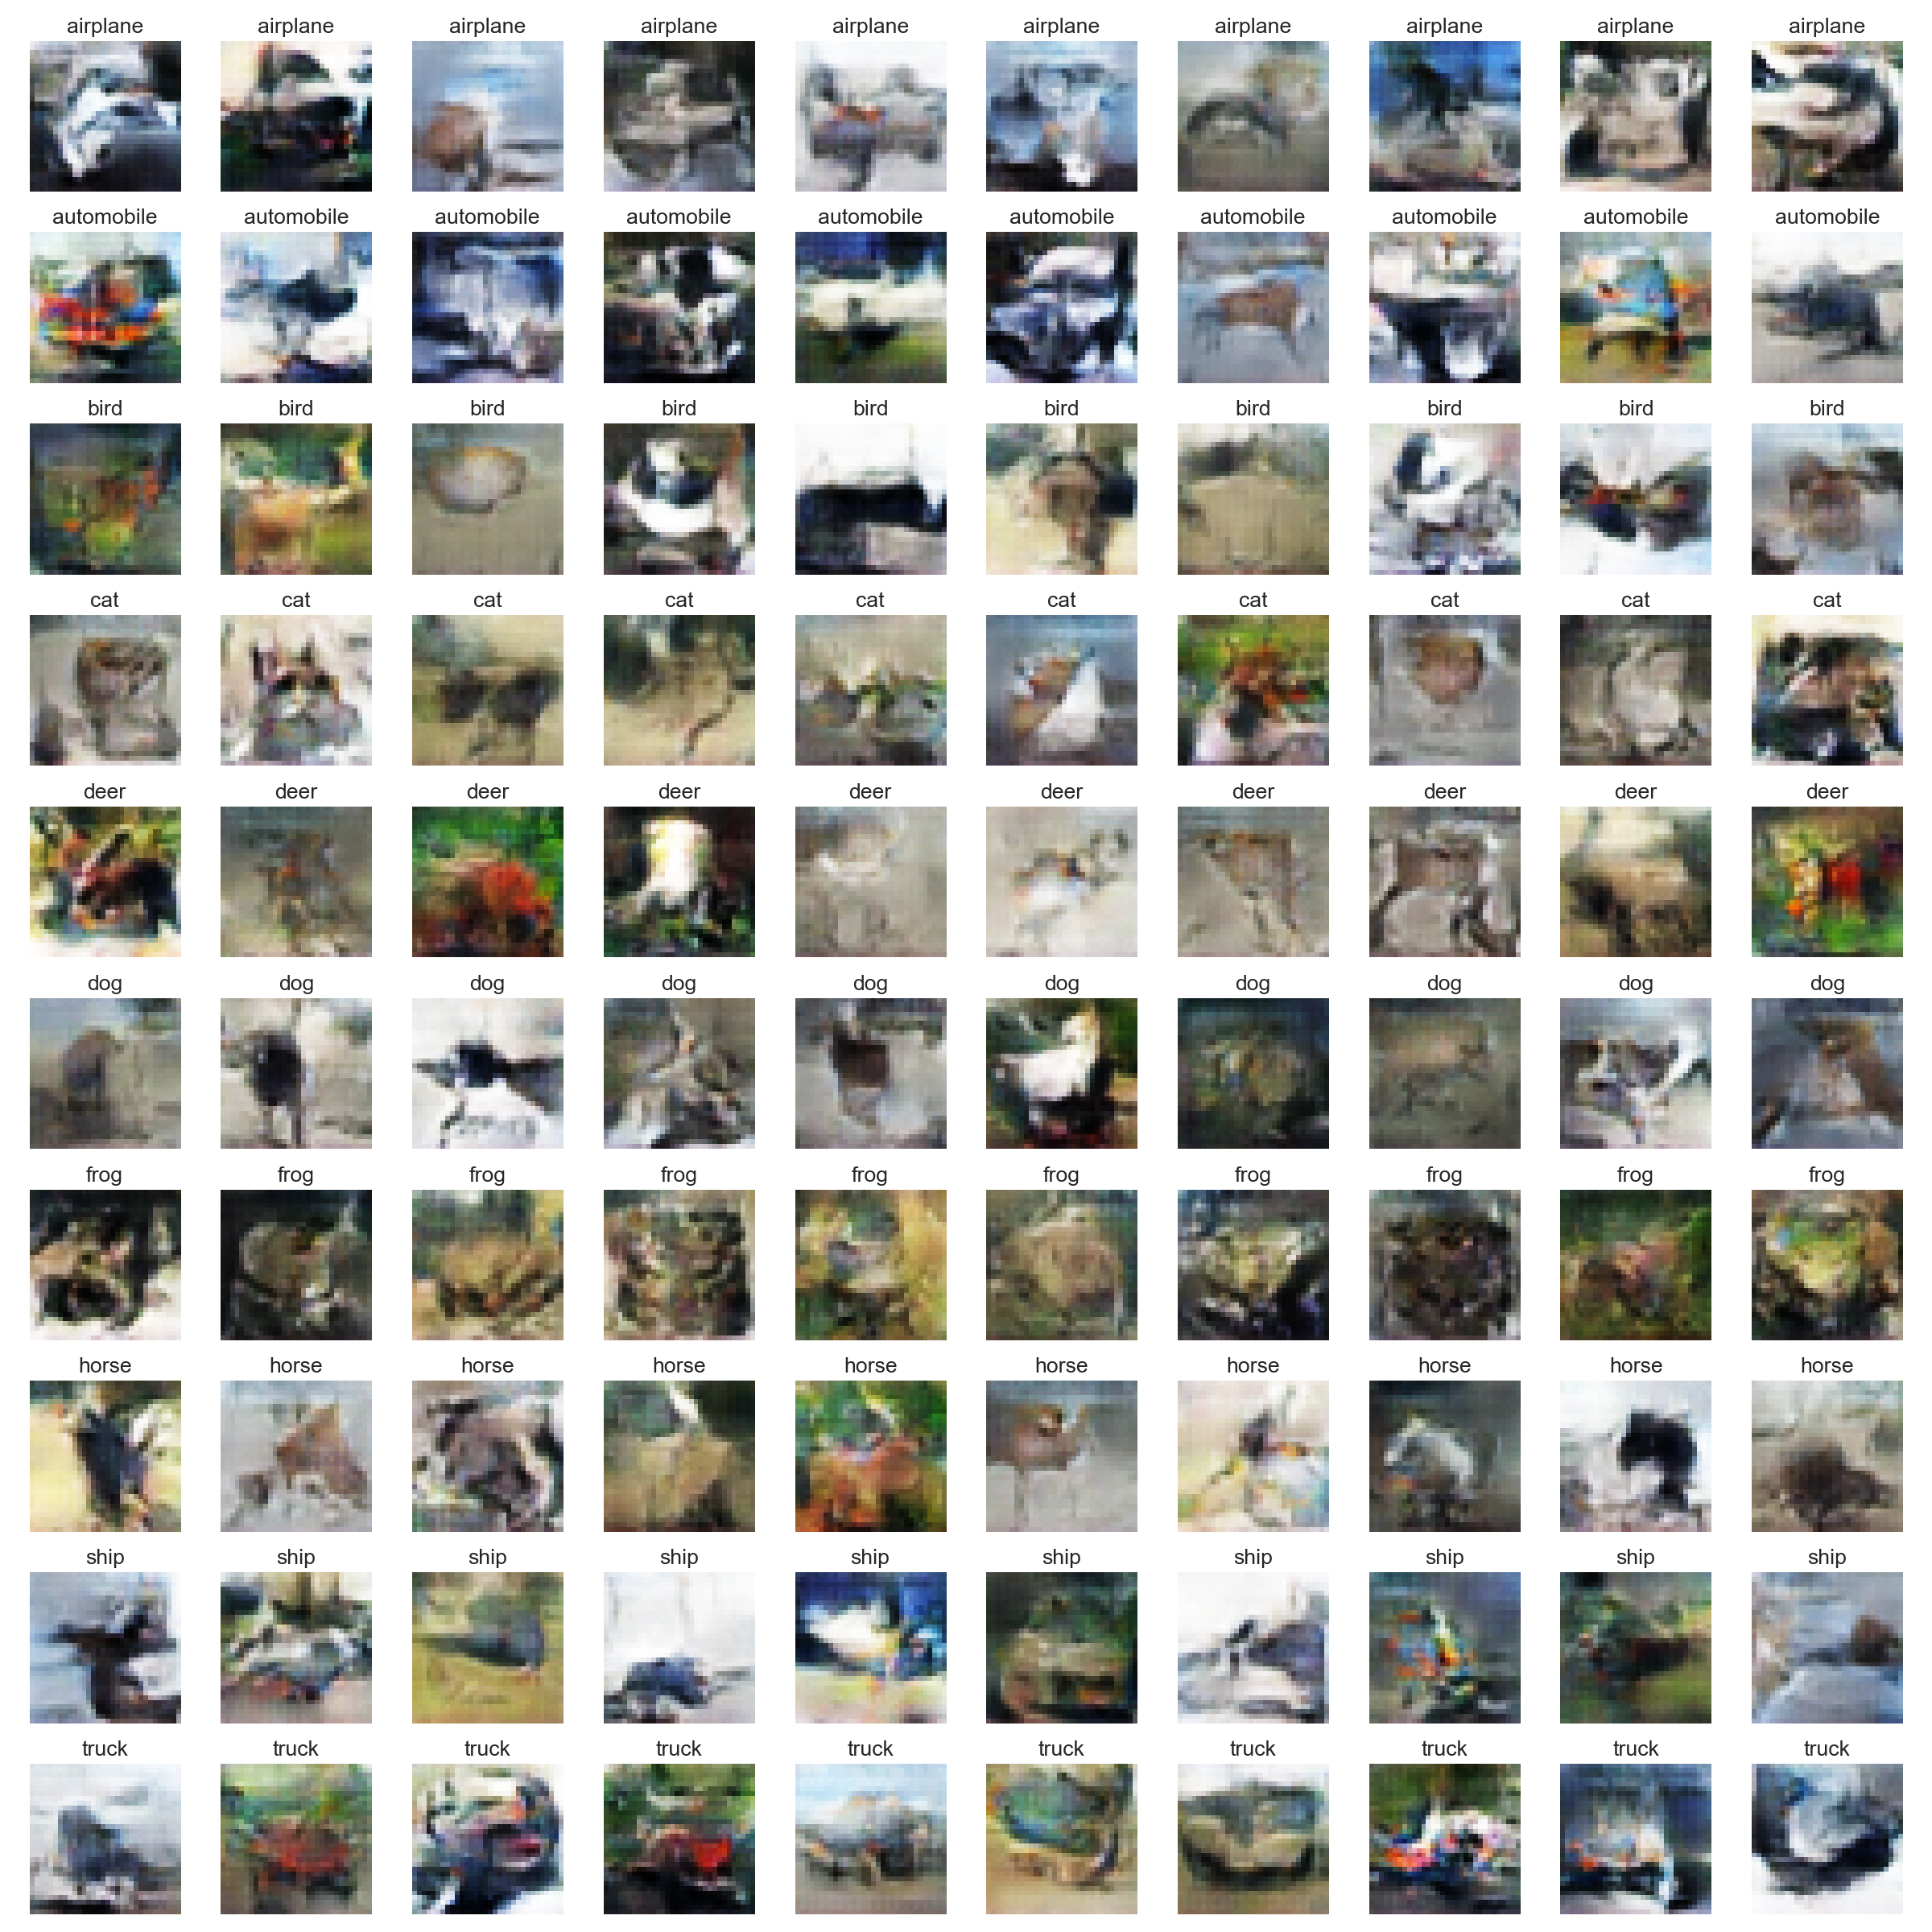 airplane airplane airplane airplane airplane airplane airplane airplane airplane airplane
automobile automobile automobile automobile automobile automobile automobile automobile automobile automobile
bird bird bird bird bird bird bird bird bird bird
cat cat cat cat cat cat cat cat cat cat
deer deer deer deer deer deer deer deer deer deer
dog dog dog dog dog dog dog dog dog dog
frog frog frog frog frog frog frog frog frog frog
horse horse horse horse horse horse horse horse horse horse
ship ship ship ship ship ship ship ship ship ship
truck truck truck truck truck truck truck truck truck truck